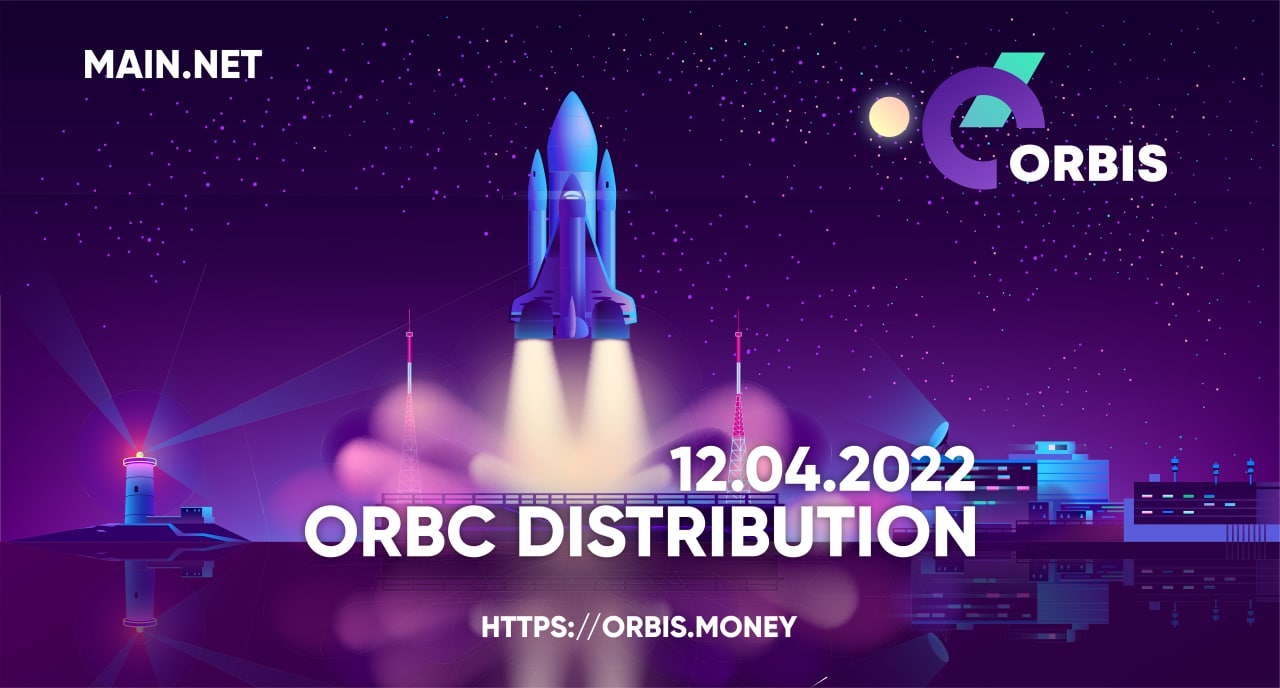 MAIN.NET
ORBIS
12.04.2022
ORBC DISTRIBUTION
HTTPS://ORBIS.MONEY